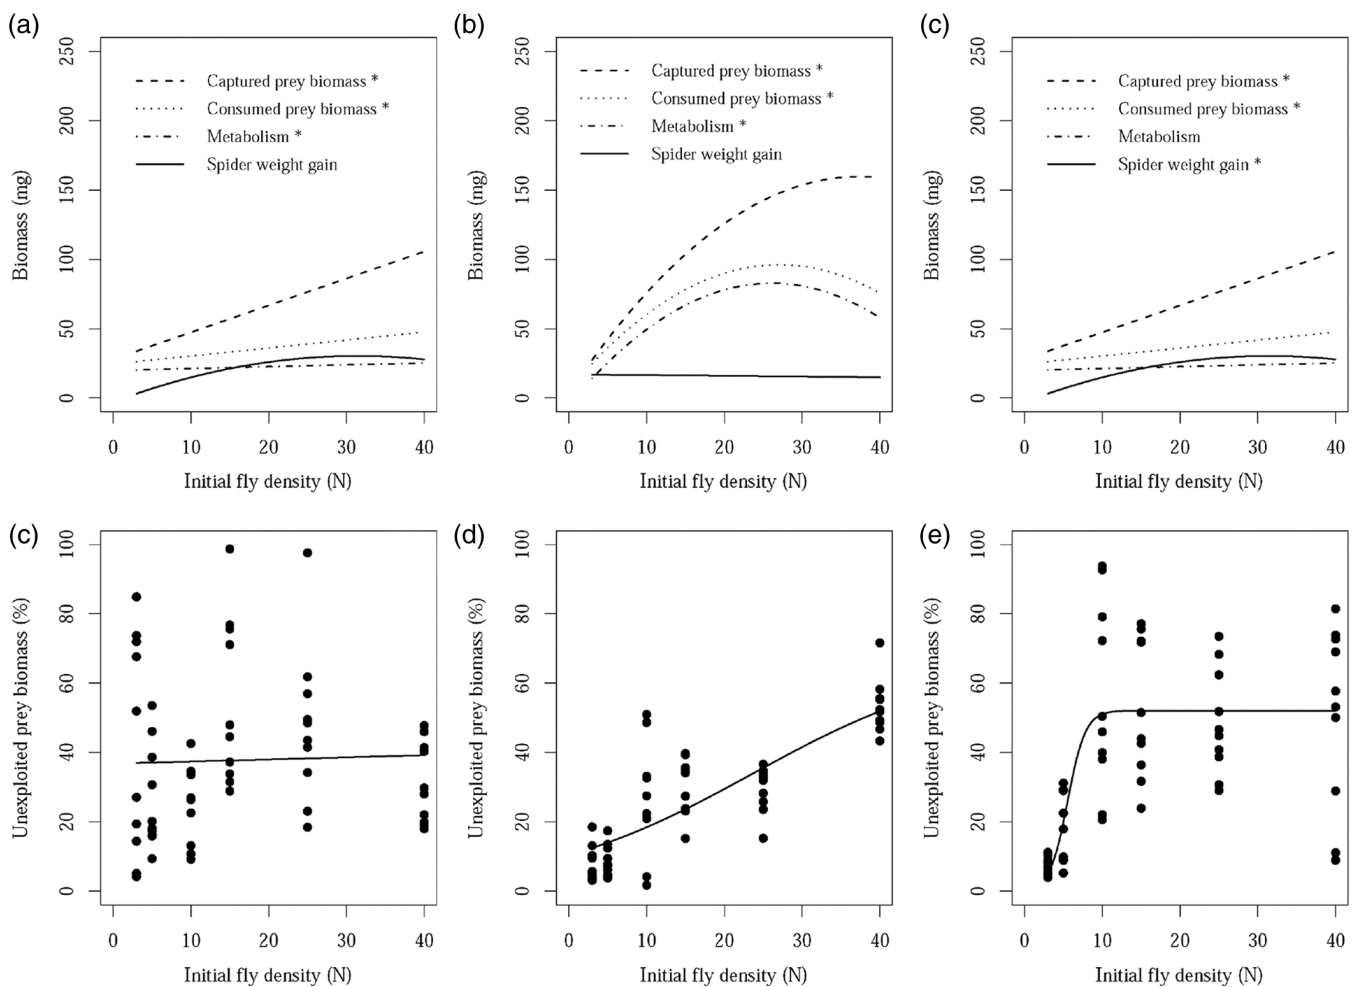 (a)
250
200
150
100
50
0
Biomass (mg)
Captured prey biomass *
Consumed prey biomass *
Metabolism *
Spider weight gain
0 10 20 30 40
Initial fly density (N)
(b)
250
200
150
100
50
0
Biomass (mg)
Captured prey biomass *
Consumed prey biomass *
Metabolism *
Spider weight gain
0 10 20 30 40
Initial fly density (N)
(c)
250
200
150
100
50
0
Biomass (mg)
Captured prey biomass *
Consumed prey biomass *
Metabolism
Spider weight gain *
0 10 20 30 40
Initial fly density (N)
(c)
100
80
60
40
20
0
Unexploited prey biomass (%)
0 10 20 30 40
Initial fly density (N)
(d)
100
80
60
40
20
0
Unexploited prey biomass (%)
0 10 20 30 40
Initial fly density (N)
(e)
100
80
60
40
20
0
Unexploited prey biomass (%)
0 10 20 30 40
Initial fly density (N)